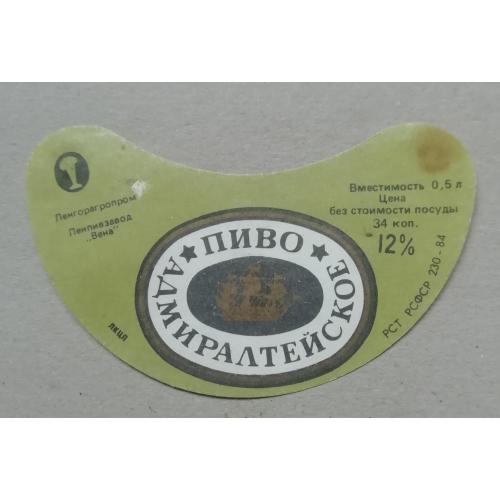 Ленгорагропром
Ленпивзавод
„Вена"
ЛКЦП
ПИВО
АДМИРАЛТЕЙСКОЕ
Вместимость 0,5 л
Цена
без стоимости посуды
34 коп.
12%
РСТ РСФСР 230-84